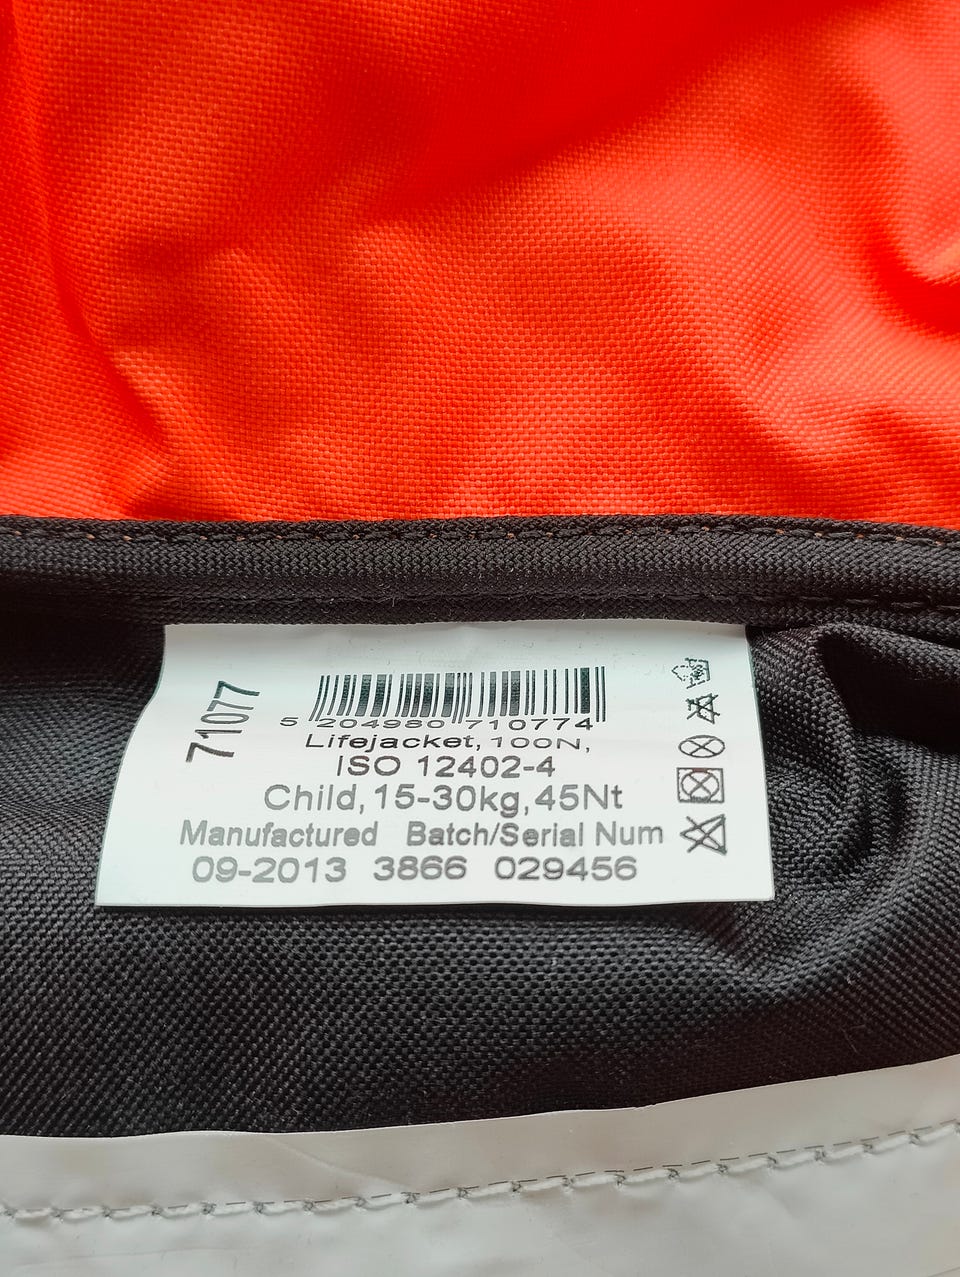 71077
5 204980 710774
Lifejacket, 100N,
ISO 12402-4
Child, 15-30kg, 45Nt
Manufactured Batch/Serial Num
09-2013 3866 029456